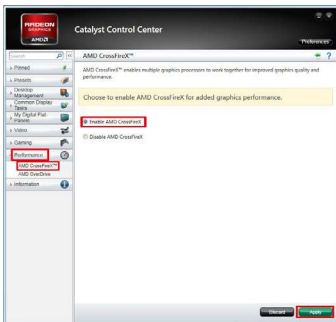 RADEON
GRAPHICS
AMD
Catalyst Control Center
Preferences
Search
AMD CrossFireX™
Pinned
Presets
Desktop
Management
Common Display
Tasks
My Digital Flat-
Panels
Video
Gaming
Performance
AMD CrossFireX™
AMD OverDrive
Information
AMD CrossFireX™ enables multiple graphics processors to work together for improved graphics quality and
performance.
Choose to enable AMD CrossFireX for added graphics performance.
Enable AMD CrossFireX
Disable AMD CrossFireX
Discard
Apply